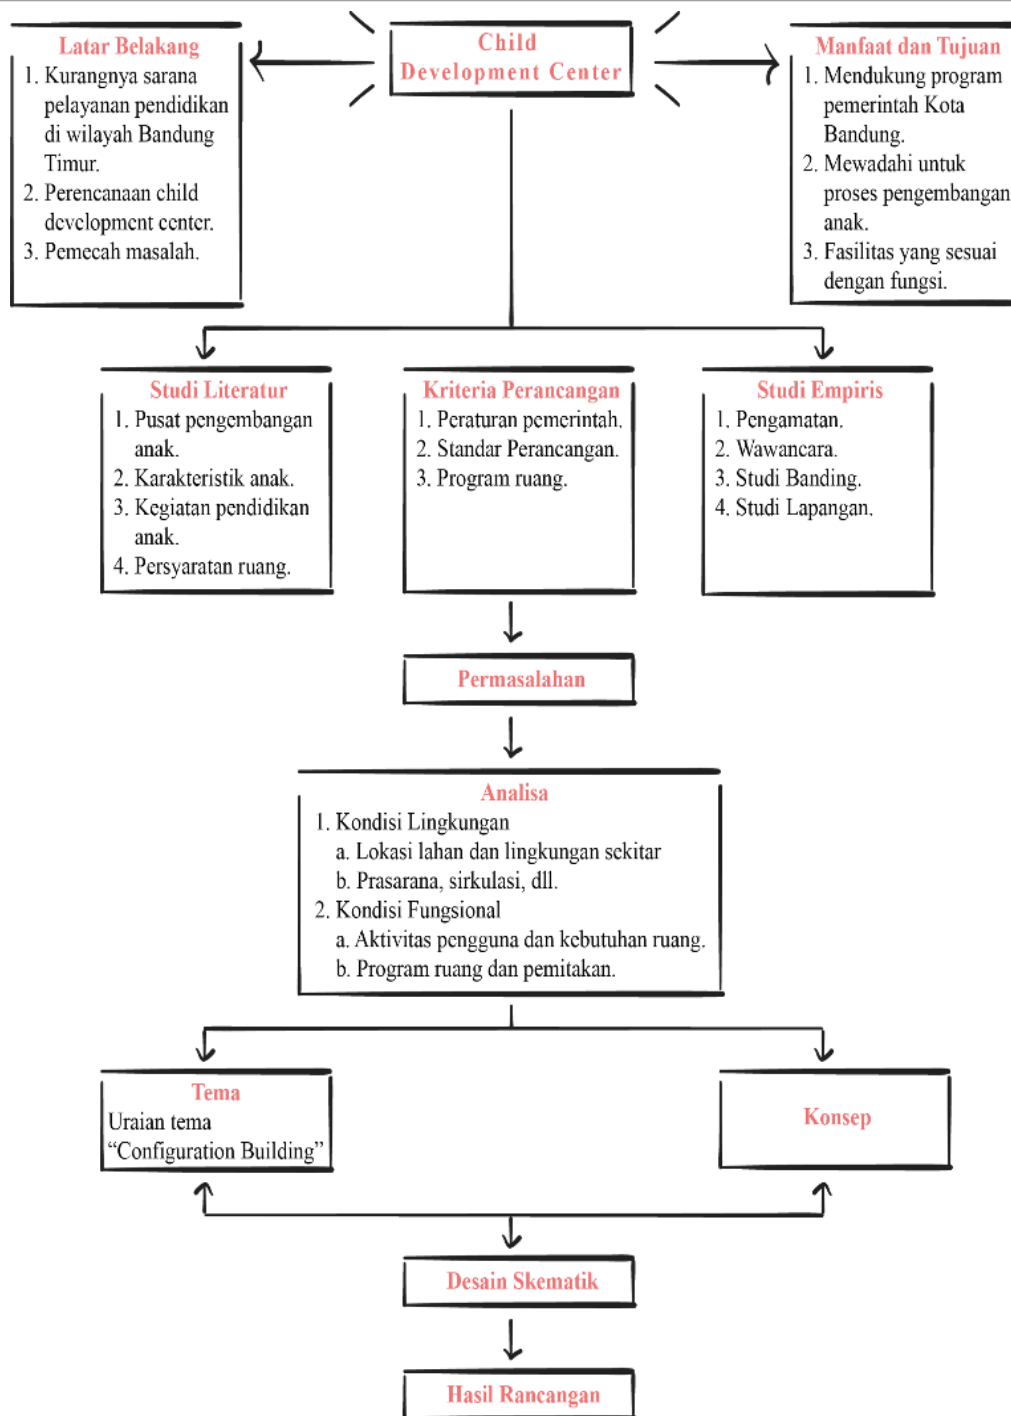 Latar Belakang
1. Kurangnya sarana
pelayanan pendidikan
di wilayah Bandung
Timur.
2. Perencanaan child
development center.
3. Pemecah masalah.
Child
Development Center
Manfaat dan Tujuan
1. Mendukung program
pemerintah Kota
Bandung.
2. Mewadahi untuk
proses pengembangan
anak.
3. Fasilitas yang sesuai
dengan fungsi.
Studi Literatur
1. Pusat pengembangan
anak.
2. Karakteristik anak.
3. Kegiatan pendidikan
anak.
4. Persyaratan ruang.
Kriteria Perancangan
1. Peraturan pemerintah.
2. Standar Perancangan.
3. Program ruang.
Studi Empiris
1. Pengamatan.
2. Wawancara.
3. Studi Banding.
4. Studi Lapangan.
Permasalahan
Analisa
1. Kondisi Lingkungan
a. Lokasi lahan dan lingkungan sekitar
b. Prasarana, sirkulasi, dll.
2. Kondisi Fungsional
a. Aktivitas pengguna dan kebutuhan ruang.
b. Program ruang dan pemitakan.
Tema
Uraian tema
“Configuration Building”
Konsep
Desain Skematik
Hasil Rancangan